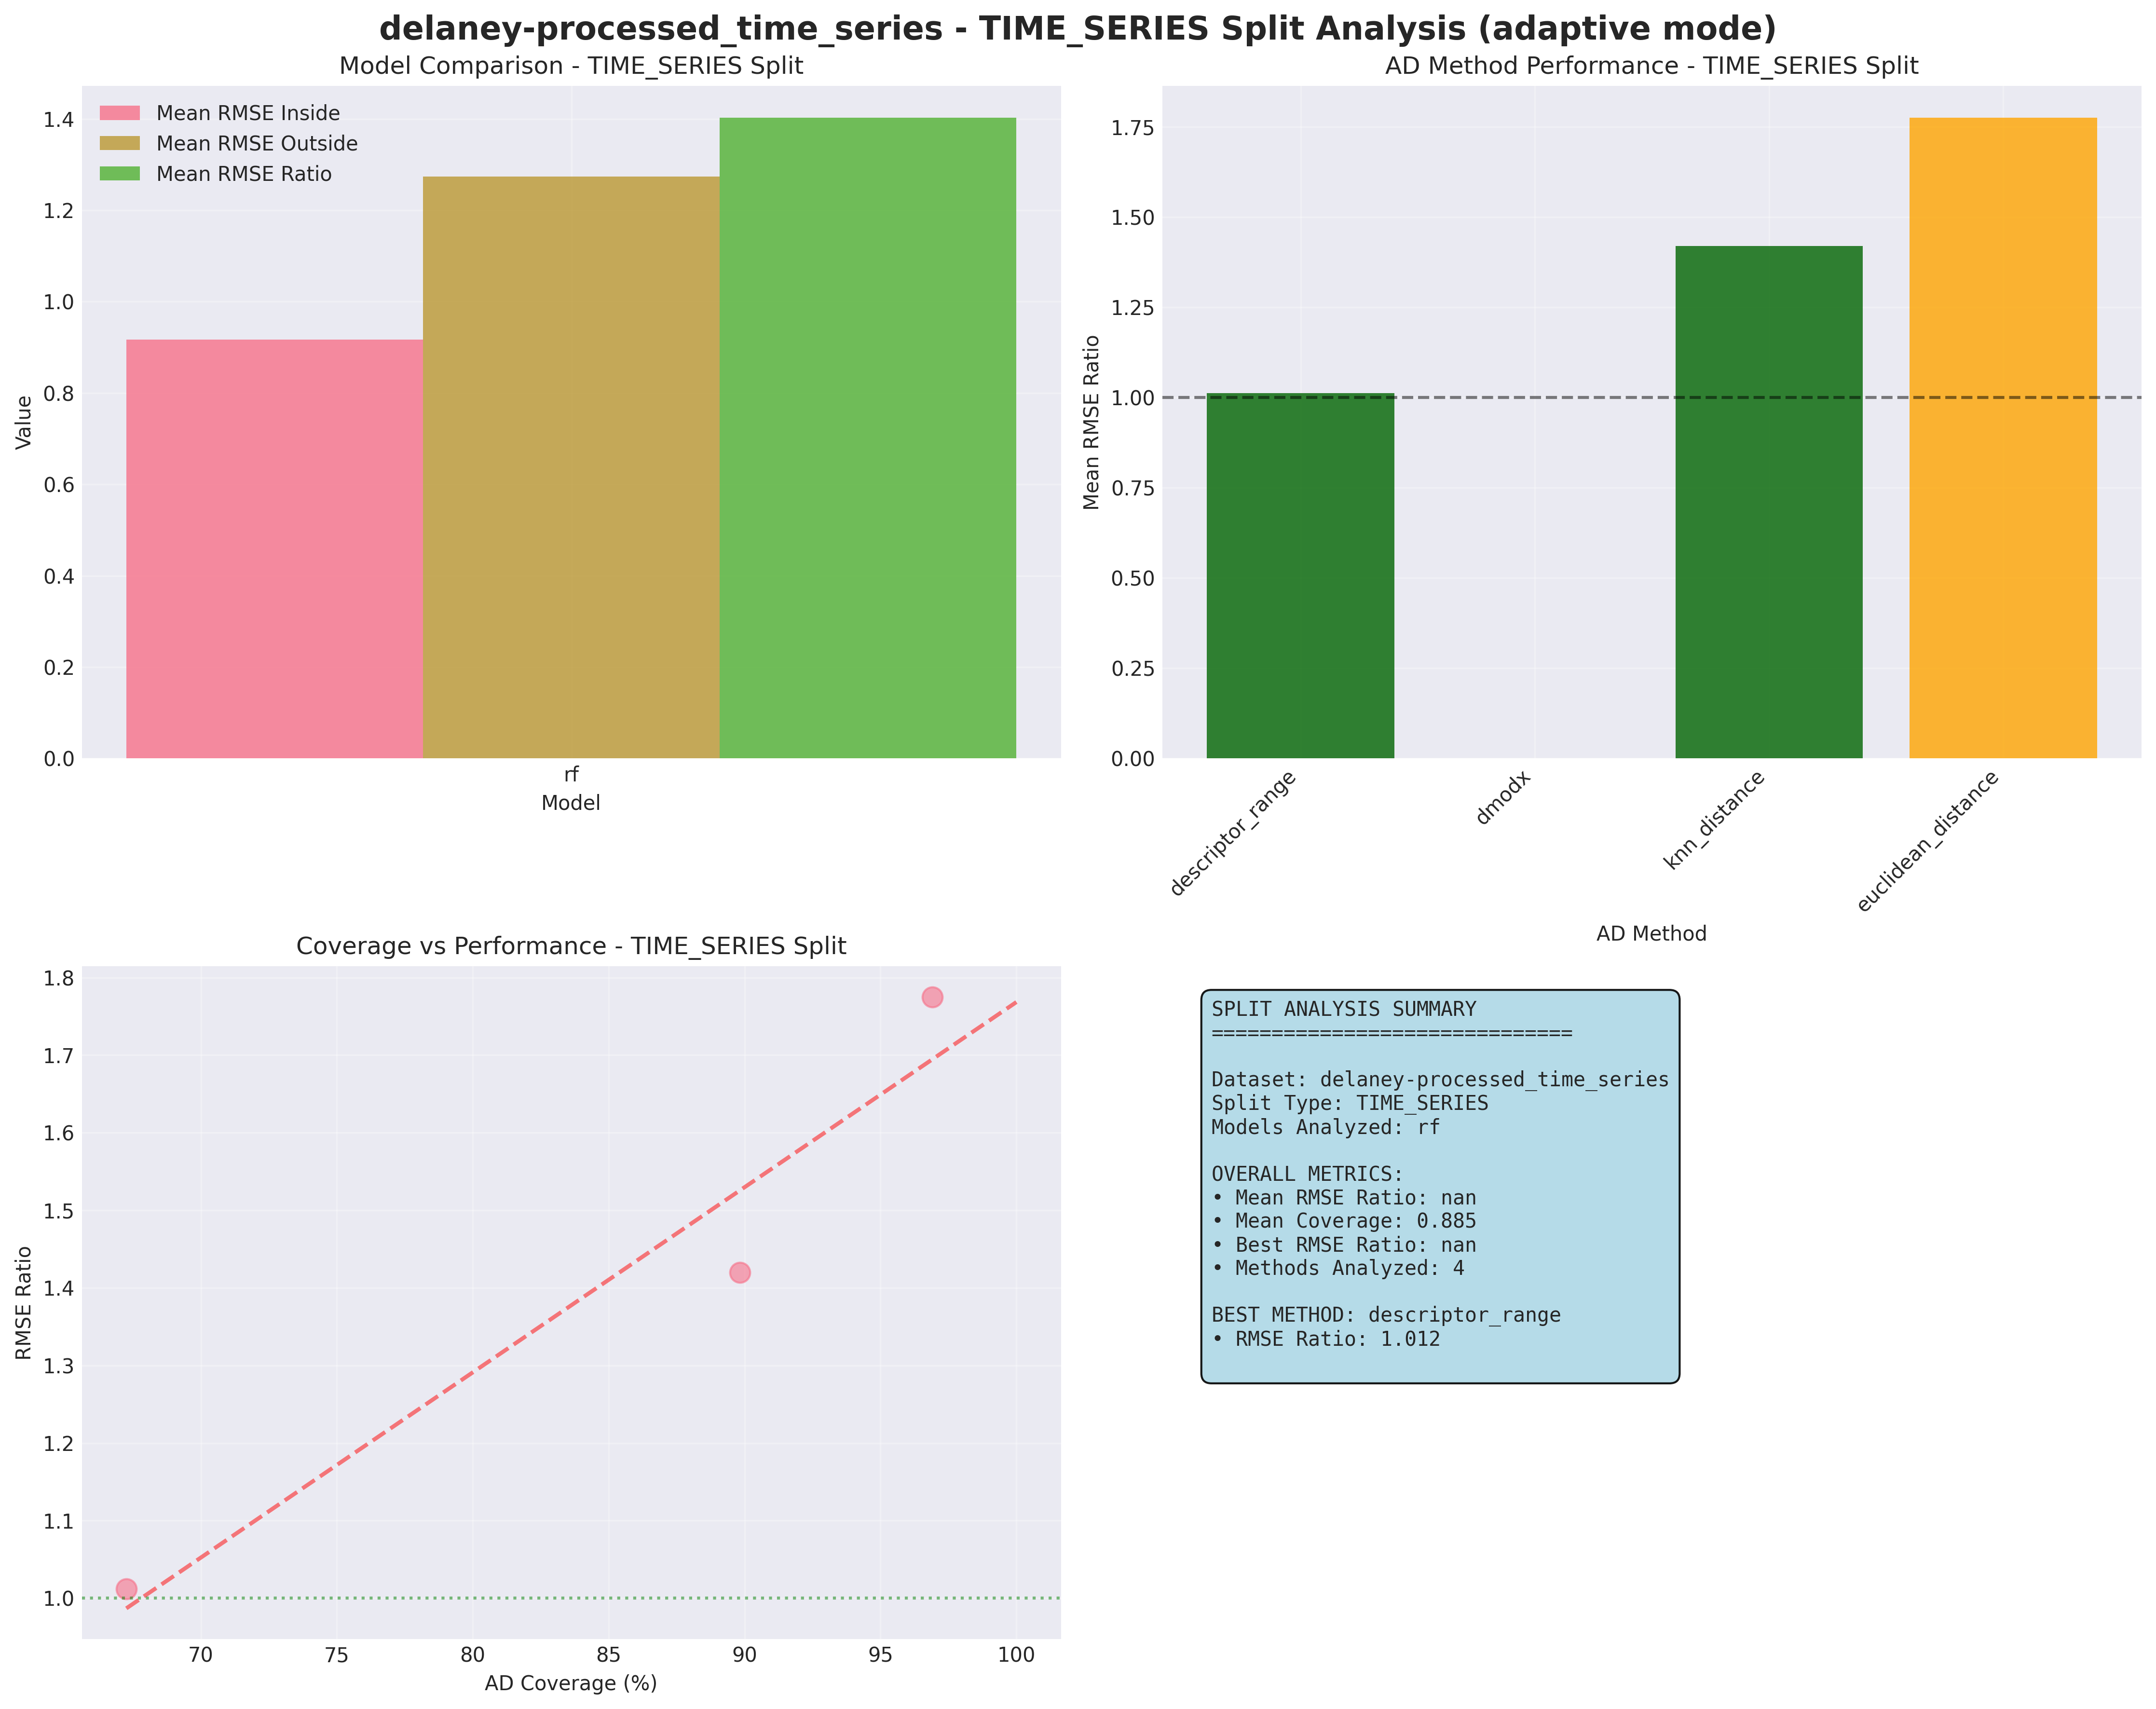 delaney-processed_time_series - TIME_SERIES Split Analysis (adaptive mode)
Model Comparison - TIME_SERIES Split
Mean RMSE Inside
Mean RMSE Outside
Mean RMSE Ratio
1.4
1.2
1.0
0.8
0.6
0.4
0.2
0.0
Value
rf
Model
AD Method Performance - TIME_SERIES Split
1.75
1.50
1.25
1.00
0.75
0.50
0.25
0.00
Mean RMSE Ratio
descriptor_range
dmodx
knn_distance
euclidean_distance
AD Method
Coverage vs Performance - TIME_SERIES Split
1.8
1.7
1.6
1.5
1.4
1.3
1.2
1.1
1.0
RMSE Ratio
70 75 80 85 90 95 100
AD Coverage (%)
SPLIT ANALYSIS SUMMARY
==============================
Dataset: delaney-processed_time_series
Split Type: TIME_SERIES
Models Analyzed: rf
OVERALL METRICS:
• Mean RMSE Ratio: nan
• Mean Coverage: 0.885
• Best RMSE Ratio: nan
• Methods Analyzed: 4
BEST METHOD: descriptor_range
• RMSE Ratio: 1.012